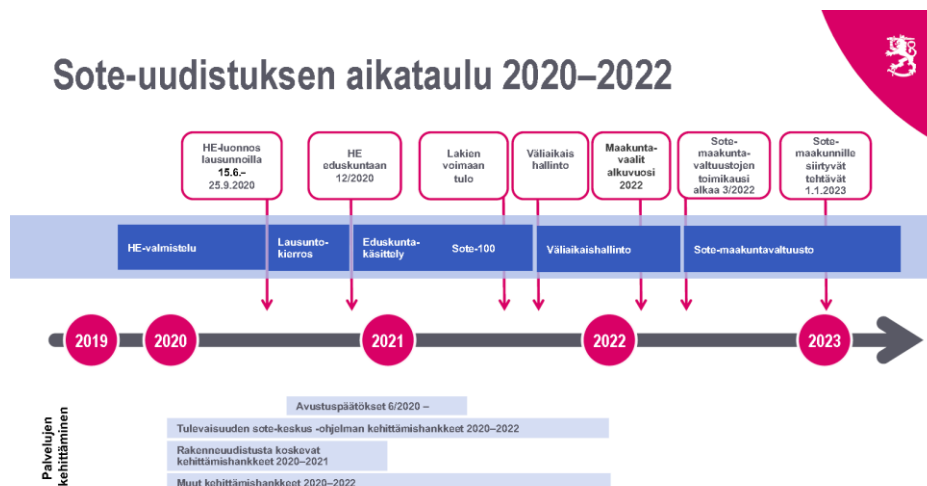 Sote-uudistuksen aikataulu 2020–2022
HE-luonnos
lausunnoilla
15.6.–
25.9.2020
HE
eduskuntaan
12/2020
Lakien
voimaan
tulo
Väliaikais
hallinto
Maakunta-
vaalit
alkuvuosi
2022
Sote-
maakunta-
valtuustojen
toimikausi
alkaa 3/2022
Sote-
maakunnille
siirtyvät
tehtävät
1.1.2023
HE-valmistelu
Lausunto-
kierros
Eduskunta-
käsittely
Sote-100
Väliaikaishallinto
Sote-maakuntavaltuusto
2019
2020
2021
2022
2023
Palvelujen
kehittäminen
Avustuspäätökset 6/2020 –
Tulevaisuuden sote-keskus -ohjelman kehittämishankkeet 2020–2022
Rakenneuudistusta koskevat
kehittämishankkeet 2020–2021
Muut kehittämishankkeet 2020–2022